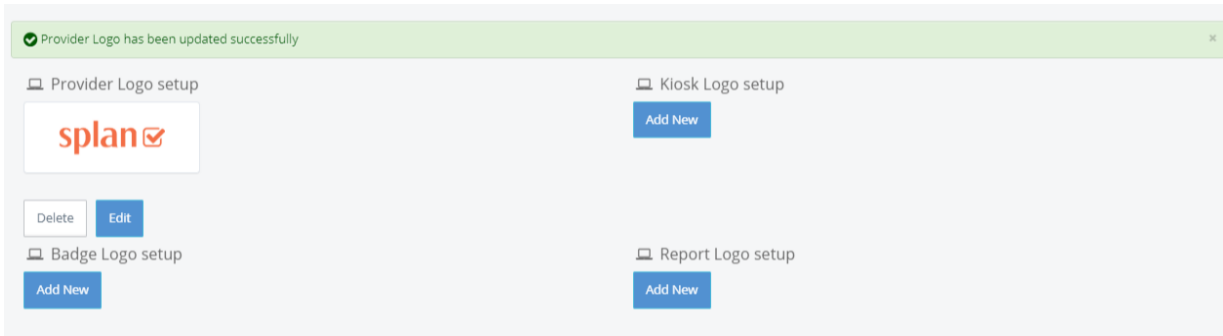 Provider Logo has been updated successfully ×
Provider Logo setup
splan
Delete Edit
Kiosk Logo setup
Add New
Badge Logo setup
Add New
Report Logo setup
Add New